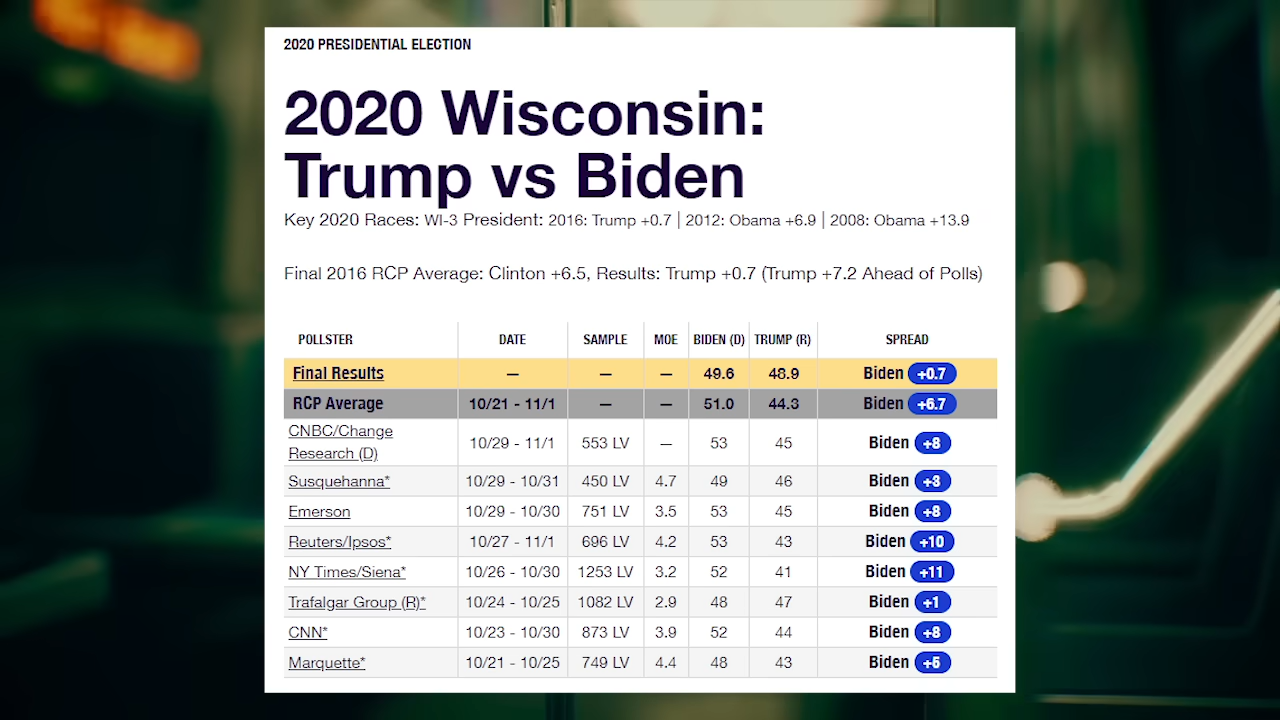 2020 PRESIDENTIAL ELECTION
2020 Wisconsin:
Trump vs Biden
Key 2020 Races: WI-3 President: 2016: Trump +0.7 | 2012: Obama +6.9 | 2008: Obama +13.9
Final 2016 RCP Average: Clinton +6.5, Results: Trump +0.7 (Trump +7.2 Ahead of Polls)
POLLSTER DATE SAMPLE MOE BIDEN (D) TRUMP (R) SPREAD
Final Results — — — 49.6 48.9 Biden +0.7
RCP Average 10/21 - 11/1 — — 51.0 44.3 Biden +6.7
CNBC/Change
Research (D) 10/29 - 11/1 553 LV — 53 45 Biden +8
Susquehanna* 10/29 - 10/31 450 LV 4.7 49 46 Biden +3
Emerson 10/29 - 10/30 751 LV 3.5 53 45 Biden +8
Reuters/Ipsos* 10/27 - 11/1 696 LV 4.2 53 43 Biden +10
NY Times/Siena* 10/26 - 10/30 1253 LV 3.2 52 41 Biden +11
Trafalgar Group (R)* 10/24 - 10/25 1082 LV 2.9 48 47 Biden +1
CNN* 10/23 - 10/30 873 LV 3.9 52 44 Biden +8
Marquette* 10/21 - 10/25 749 LV 4.4 48 43 Biden +5